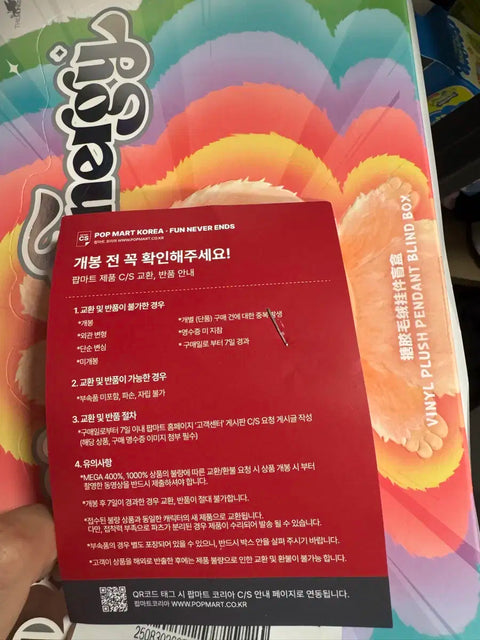 Energy
CS
POP MART KOREA · FUN NEVER ENDS
팝마트 코리아 WWW.POPMART.CO.KR
개봉 전 꼭 확인해주세요!
팝마트 제품 C/S 교환, 반품 안내
1. 교환 및 반품이 불가한 경우
*개봉
*외관 변형
*단순 변심
*미개봉
*개별 (단품) 구매 건에 대한 중복 발생
*영수증 미 지참
* 구매일로 부터 7일 경과
2. 교환 및 반품이 가능한 경우
*부속품 미포함, 파손, 자립 불가
3. 교환 및 반품 절차
*구매일로부터 7일 이내 팝마트 홈페이지 '고객센터' 게시판 C/S 요청 게시글 작성
(해당 상품, 구매 영수증 이미지 첨부 필수)
4. 유의사항
*MEGA 400%, 1000% 상품의 불량에 따른 교환/환불 요청 시 상품 개봉 시 부터
촬영한 동영상을 반드시 제출하셔야 합니다.
*개봉 후 7일이 경과한 경우 교환, 반품이 절대 불가합니다.
*접수된 불량 상품과 동일한 캐릭터의 새 제품으로 교환됩니다.
다만, 접착력 부족으로 파츠가 분리된 경우 제품이 수리되어 발송 될 수 있습니다.
*부속품의 경우 별도 포장되어 있을 수 있으니, 반드시 박스 안을 살펴 주시기 바랍니다.
*고객이 상품을 해외로 반출한 후에는 제품 불량으로 인한 교환 및 환불이 불가능 합니다.
QR코드 태그 시 팝마트 코리아 C/S 안내 페이지로 연동됩니다.
팝마트코리아 WWW.POPMART.CO.KR
搪胶毛绒挂件盲盒
VINYL PLUSH PENDANT BLIND BOX